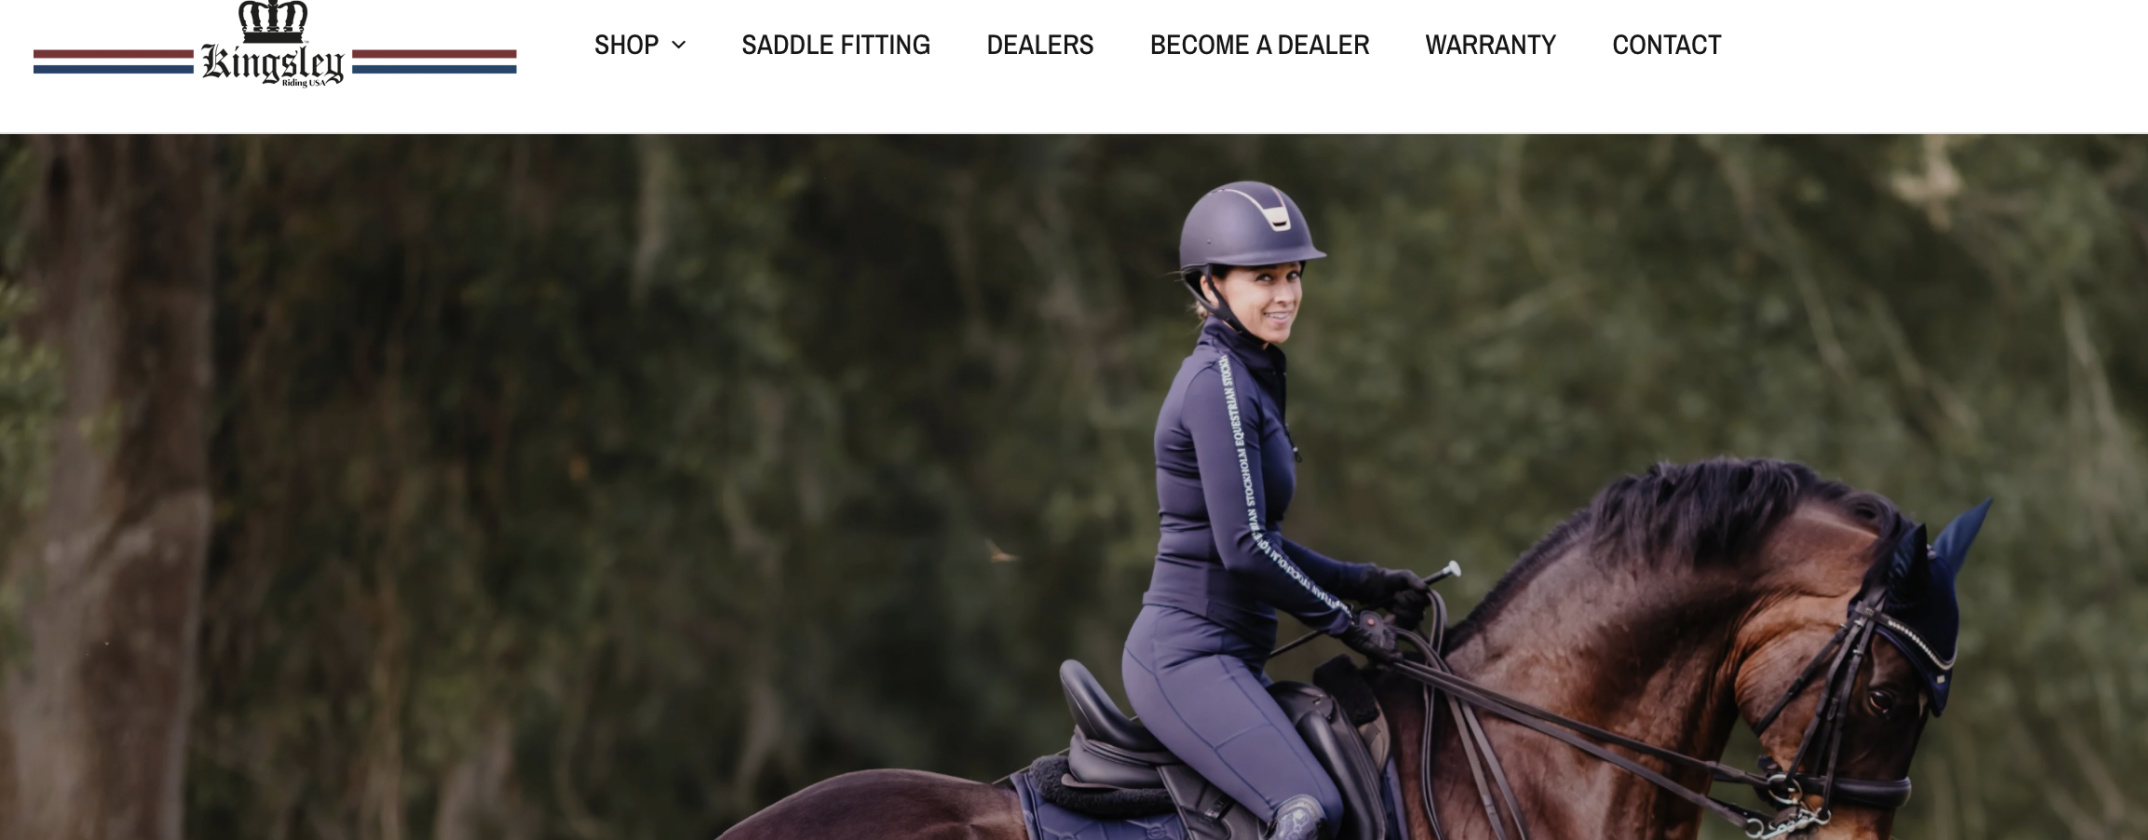 Kingsley
Riding USA
SHOP
SADDLE FITTING
DEALERS
BECOME A DEALER
WARRANTY
CONTACT
EQUESTRIAN STOCKHOLM EQUESTRIAN STOCKHOLM